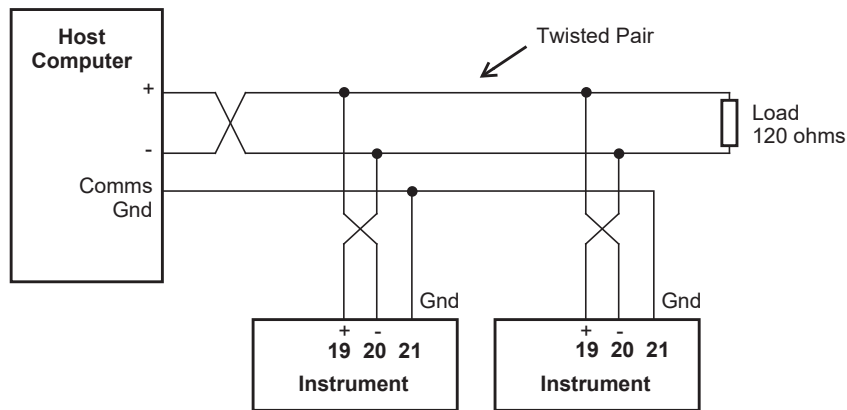 Host
Computer
Twisted Pair
+
Load
120 ohms
-
Comms
Gnd
Gnd
Gnd
+ -
19 20 21
Instrument
+ -
19 20 21
Instrument